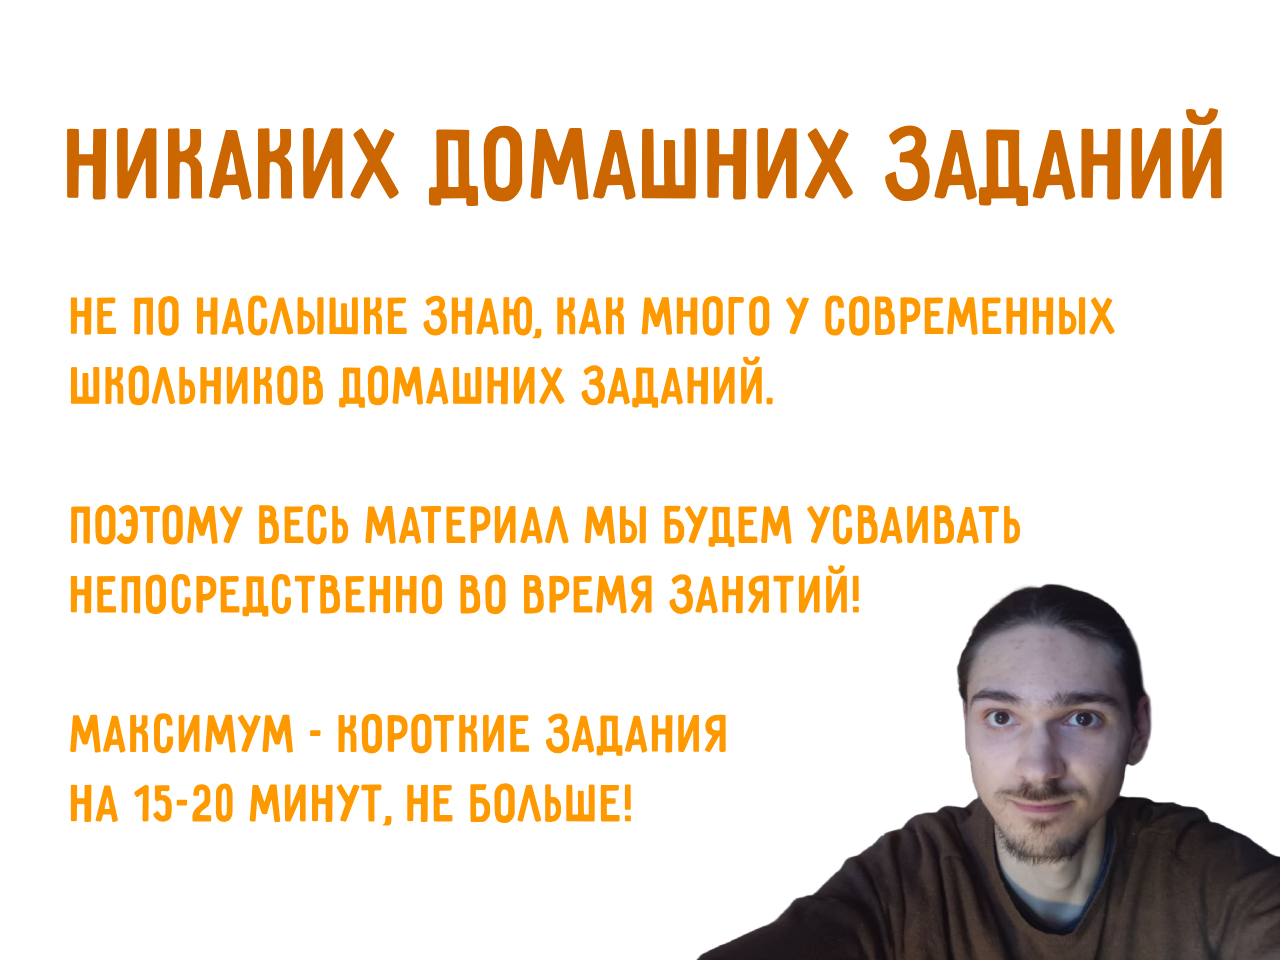 НИКАКИХ ДОМАШНИХ ЗАДАНИЙ
НЕ ПО НАСЛЫШКЕ ЗНАЮ, КАК МНОГО У СОВРЕМЕННЫХ
ШКОЛЬНИКОВ ДОМАШНИХ ЗАДАНИЙ.
ПОЭТОМУ ВЕСЬ МАТЕРИАЛ МЫ БУДЕМ УСВАИВАТЬ
НЕПОСРЕДСТВЕННО ВО ВРЕМЯ ЗАНЯТИЙ!
МАКСИМУМ - КОРОТКИЕ ЗАДАНИЯ
НА 15-20 МИНУТ, НЕ БОЛЬШЕ!